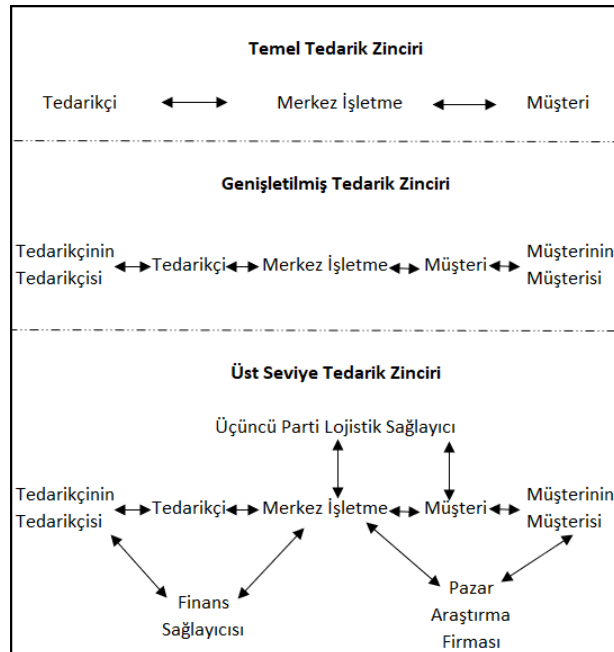 Temel Tedarik Zinciri
Tedarikçi Merkez İşletme Müşteri
Genişletilmiş Tedarik Zinciri
Tedarikçinin
Tedarikçisi
Tedarikçi Merkez İşletme Müşteri
Müşterinin
Müşterisi
Üst Seviye Tedarik Zinciri
Üçüncü Parti Lojistik Sağlayıcı
Tedarikçinin
Tedarikçisi
Tedarikçi Merkez İşletme Müşteri
Müşterinin
Müşterisi
Finans
Sağlayıcısı
Pazar
Araştırma
Firması